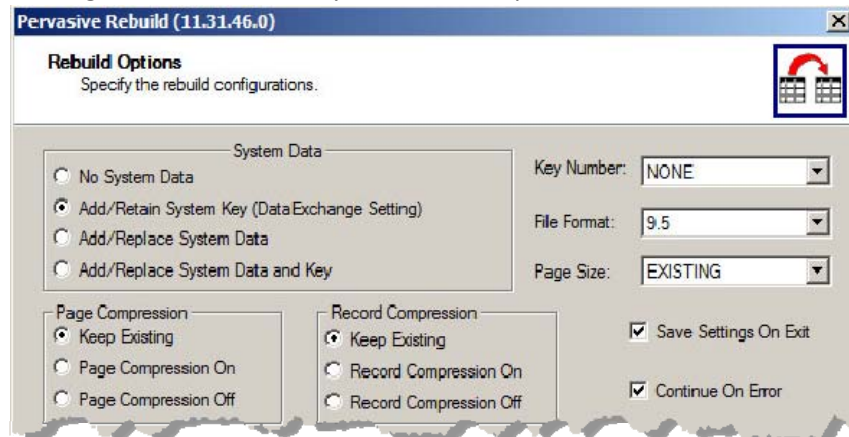 Pervasive Rebuild (11.31.46.0)
Rebuild Options
Specify the rebuild configurations.
System Data
No System Data
Add/Retain System Key (DataExchange Setting)
Add/Replace System Data
Add/Replace System Data and Key
Key Number: NONE
File Format: 9.5
Page Size: EXISTING
Page Compression
Keep Existing
Page Compression On
Page Compression Off
Record Compression
Keep Existing
Record Compression On
Record Compression Off
Save Settings On Exit
Continue On Error